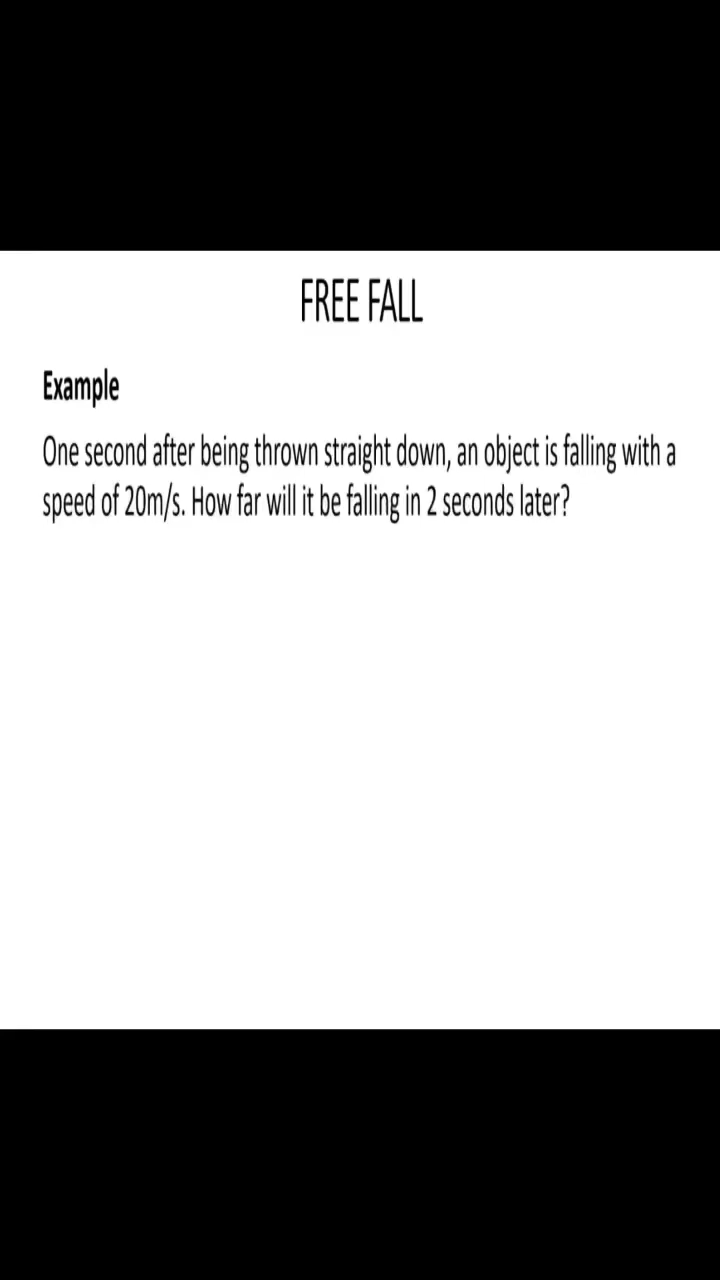 FREE FALL
Example
One second after being thrown straight down, an object is falling with a
speed of 20m/s. How far will it be falling in 2 seconds later?